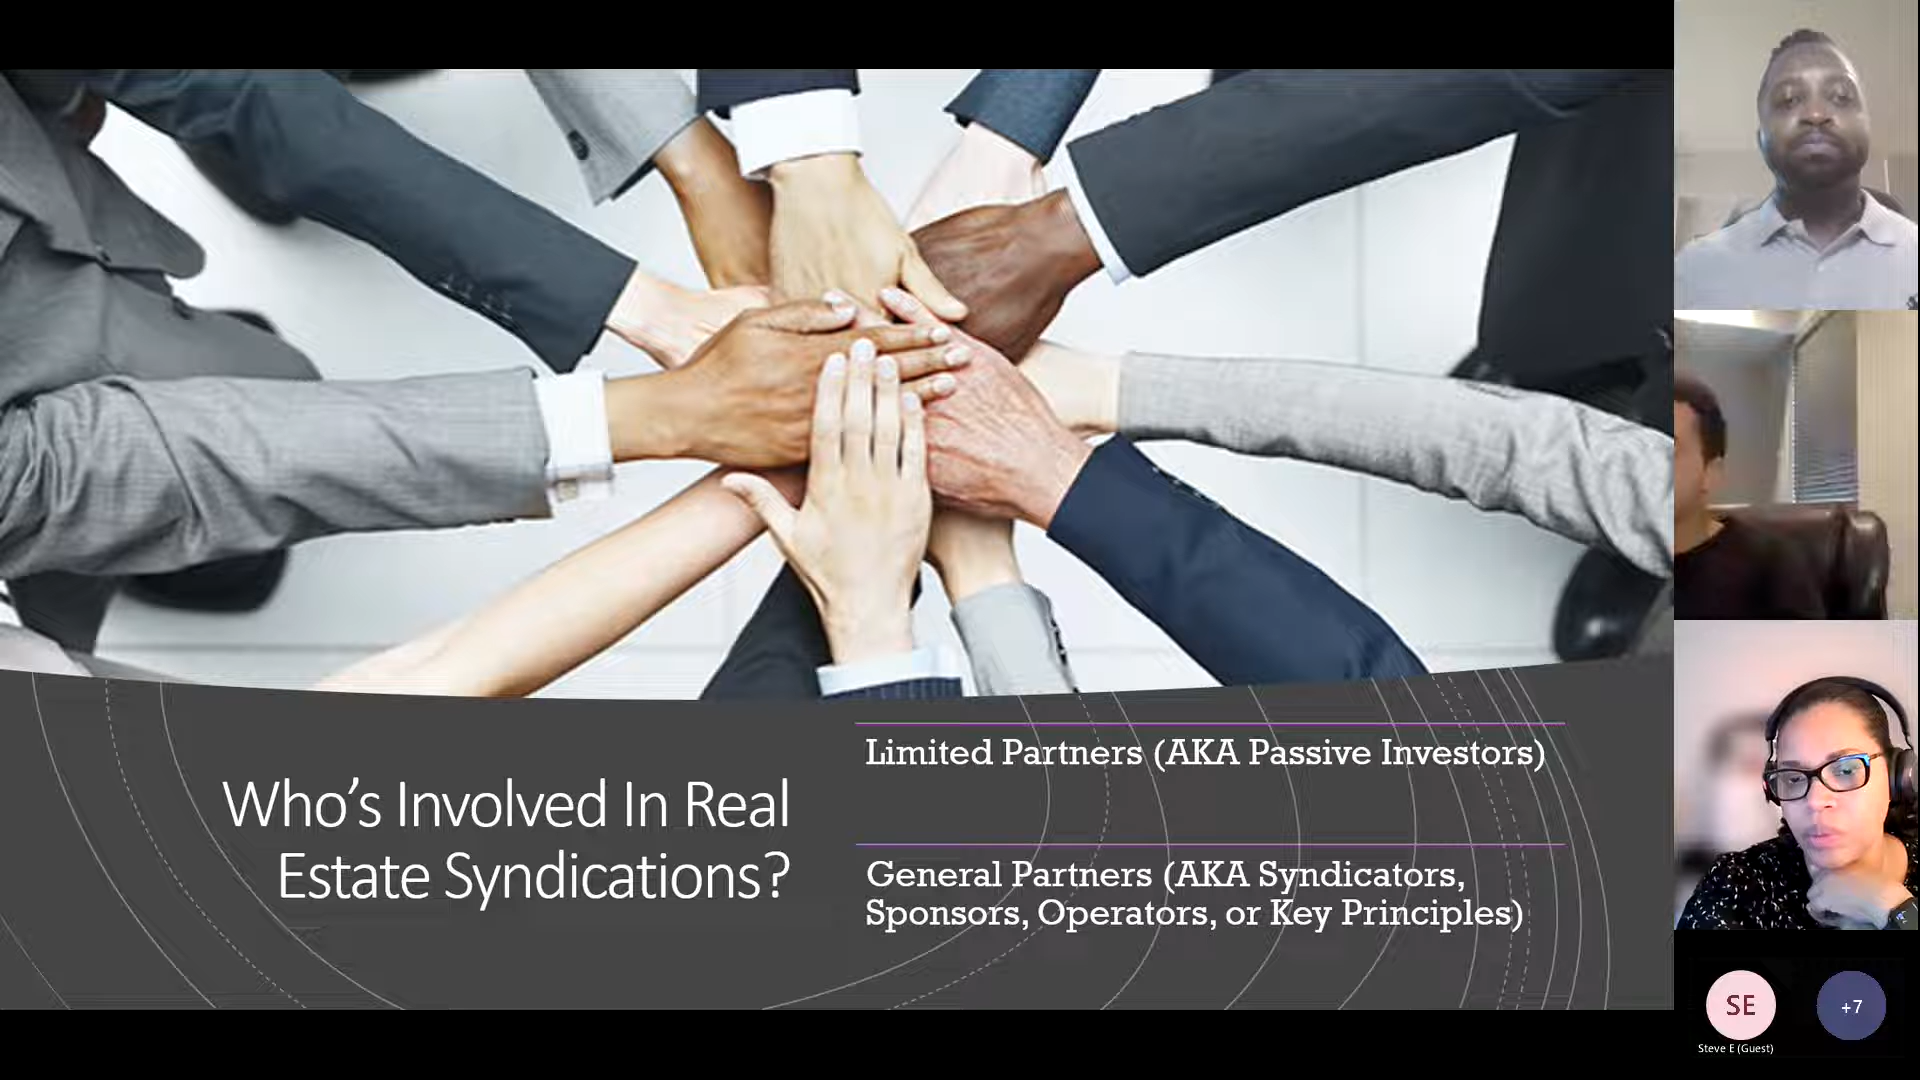 Who's Involved In Real
Estate Syndications?
Limited Partners (AKA Passive Investors)
General Partners (AKA Syndicators,
Sponsors, Operators, or Key Principles)
SE
Steve E (Guest)
+7